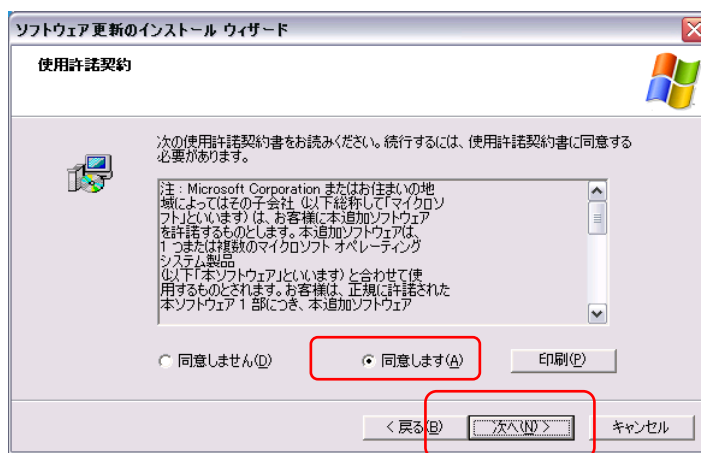 ソフトウェア更新のインストール ウィザード
使用許諾契約
次の使用許諾契約書をお読みください。続行するには、使用許諾契約書に同意する
必要があります。
注 : Microsoft Corporation またはお住まいの地
域によってはその子会社 (以下総称して「マイクロソ
フト」といいます) は、お客様に本追加ソフトウェア
を許諾するものとします。本追加ソフトウェアは、
1 つまたは複数のマイクロソフト オペレーティング
システム製品
(以下「本ソフトウェア」といいます) と合わせて使
用するものとされます。お客様は、正規に許諾された
本ソフトウェア 1 部につき、本追加ソフトウェア
同意しません(D) 同意します(A) 印刷(P)
< 戻る(B) 次へ(N) > キャンセル